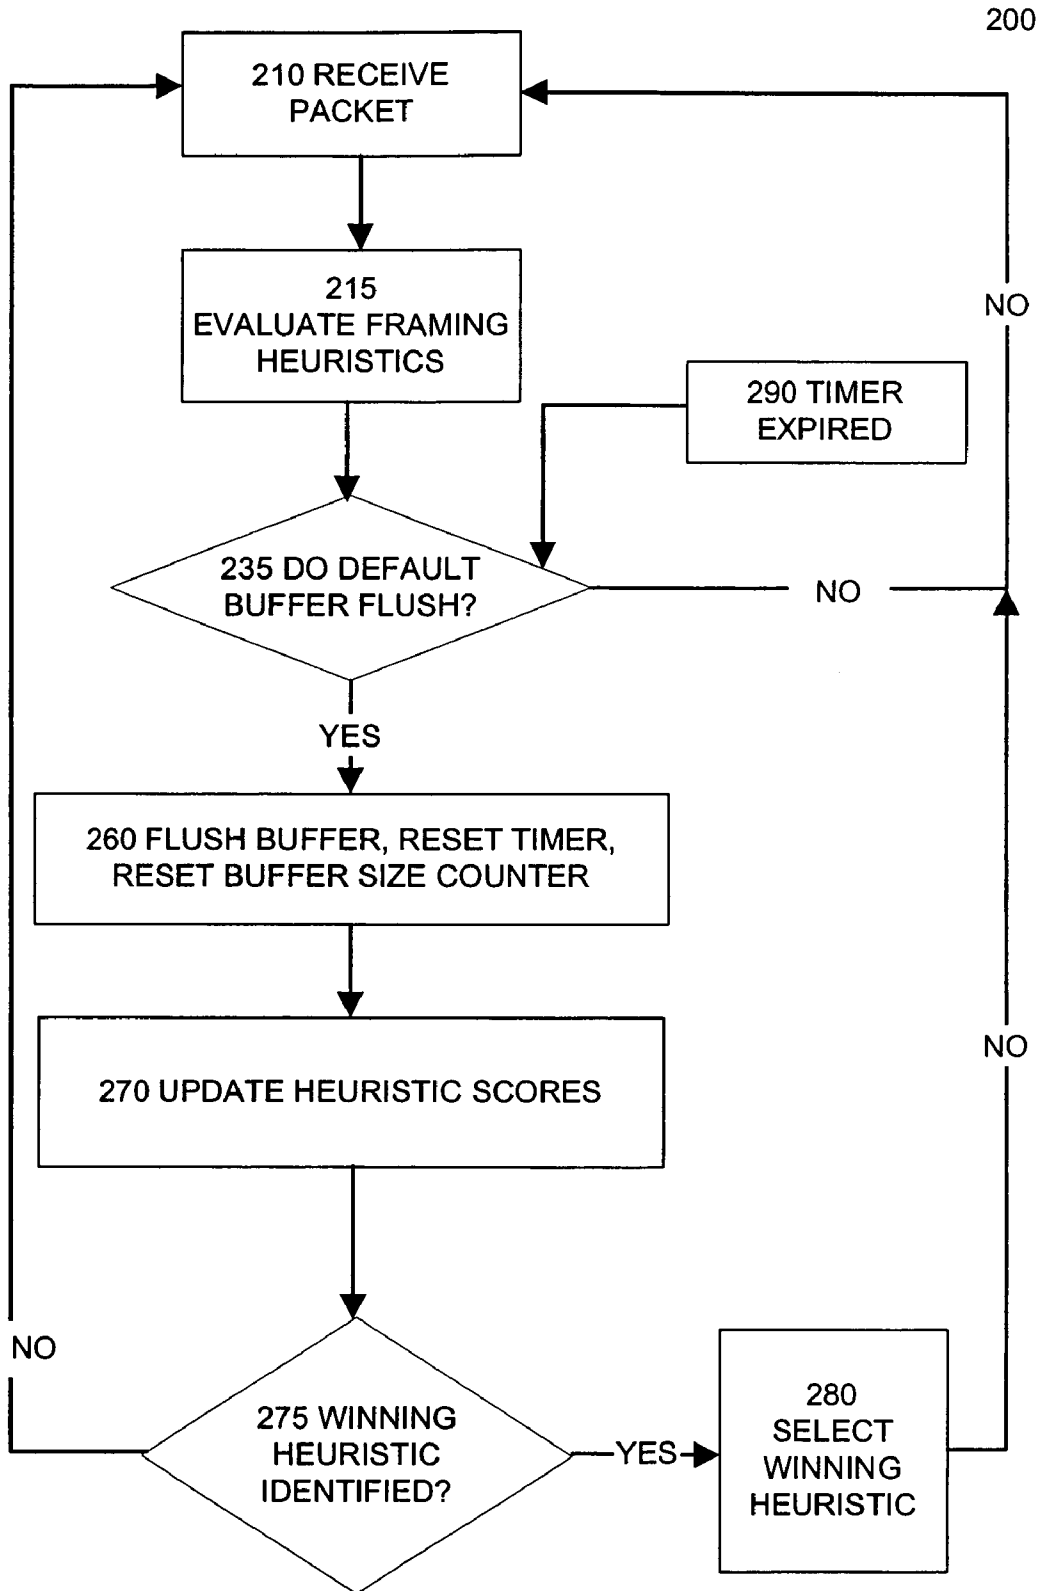 200
210 RECEIVE
PACKET
215
EVALUATE FRAMING
HEURISTICS
NO
290 TIMER
EXPIRED
235 DO DEFAULT
BUFFER FLUSH?
NO
YES
260 FLUSH BUFFER, RESET TIMER,
RESET BUFFER SIZE COUNTER
NO
270 UPDATE HEURISTIC SCORES
NO
275 WINNING
HEURISTIC
IDENTIFIED?
YES
280
SELECT
WINNING
HEURISTIC